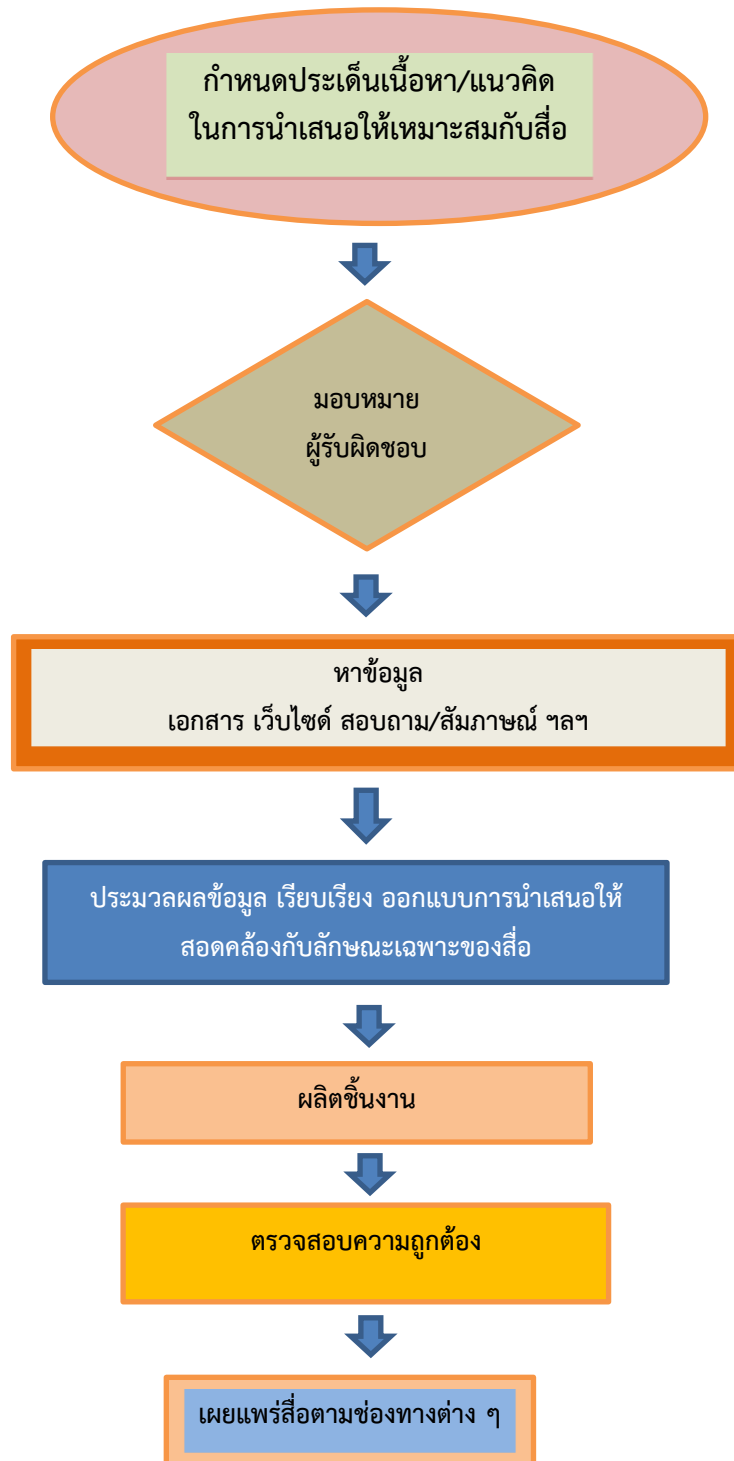 กำหนดประเด็นเนื้อหา/แนวคิด
ในการนำเสนอให้เหมาะสมกับสื่อ
มอบหมาย
ผู้รับผิดชอบ
หาข้อมูล
เอกสาร เว็บไซด์ สอบถาม/สัมภาษณ์ ฯลฯ
ประมวลผลข้อมูล เรียบเรียง ออกแบบการนำเสนอให้
สอดคล้องกับลักษณะเฉพาะของสื่อ
ผลิตชิ้นงาน
ตรวจสอบความถูกต้อง
เผยแพร่สื่อตามช่องทางต่าง ๆ